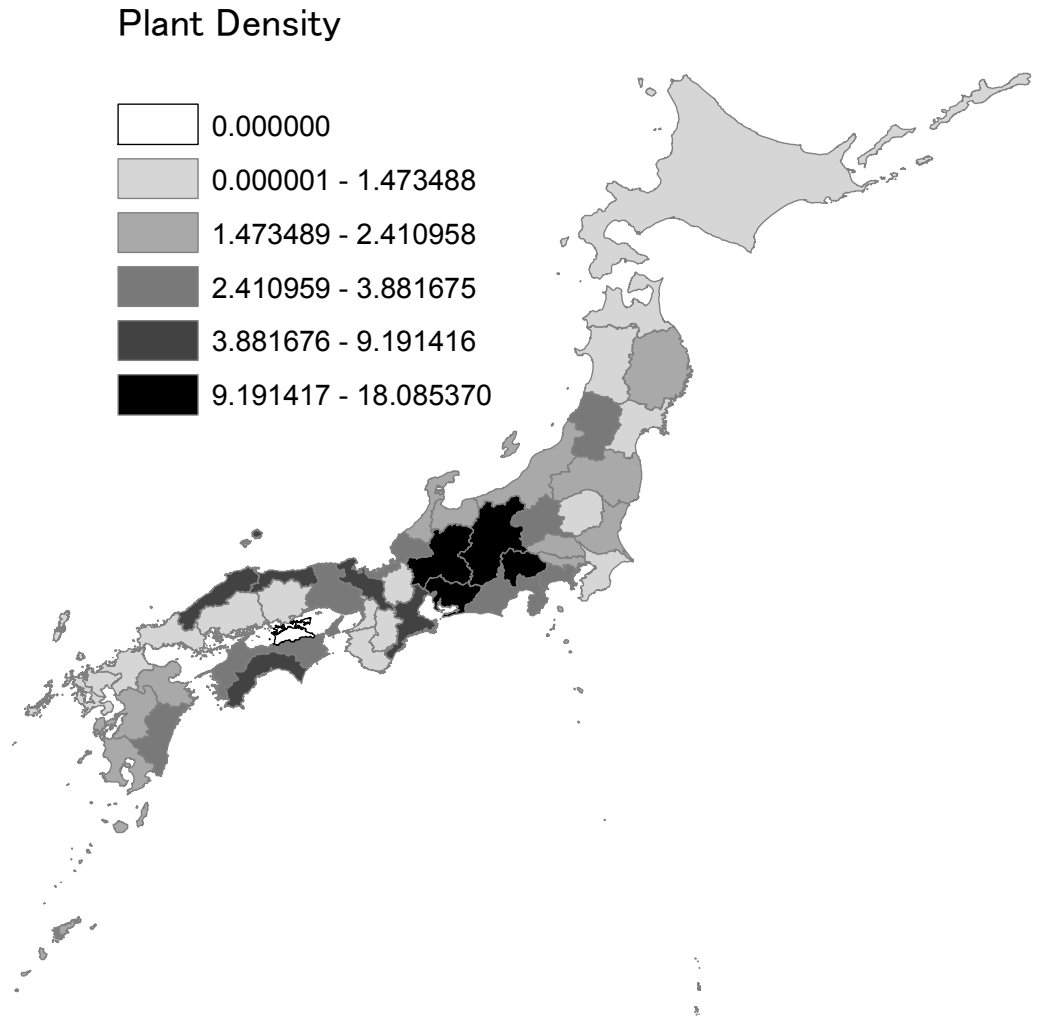 Plant Density
0.000000
0.000001 - 1.473488
1.473489 - 2.410958
2.410959 - 3.881675
3.881676 - 9.191416
9.191417 - 18.085370